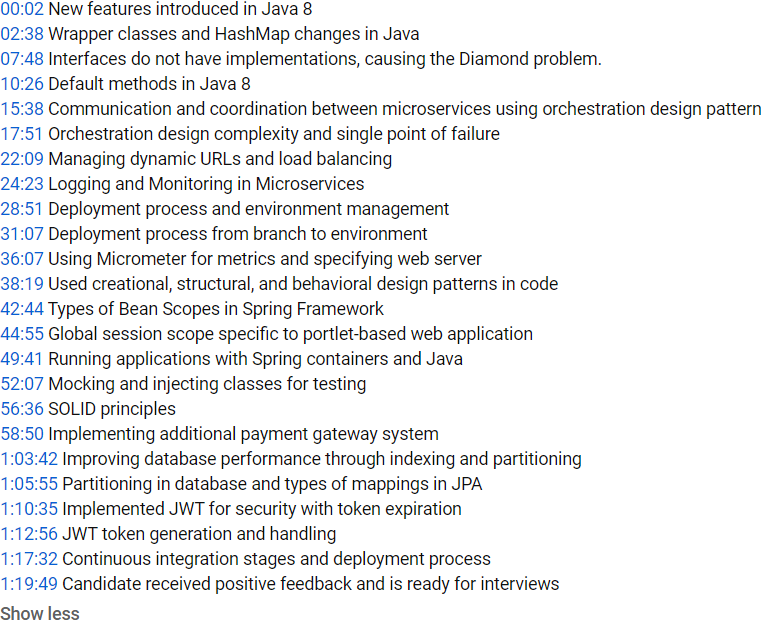 00:02 New features introduced in Java 8
02:38 Wrapper classes and HashMap changes in Java
07:48 Interfaces do not have implementations, causing the Diamond problem.
10:26 Default methods in Java 8
15:38 Communication and coordination between microservices using orchestration design pattern
17:51 Orchestration design complexity and single point of failure
22:09 Managing dynamic URLs and load balancing
24:23 Logging and Monitoring in Microservices
28:51 Deployment process and environment management
31:07 Deployment process from branch to environment
36:07 Using Micrometer for metrics and specifying web server
38:19 Used creational, structural, and behavioral design patterns in code
42:44 Types of Bean Scopes in Spring Framework
44:55 Global session scope specific to portlet-based web application
49:41 Running applications with Spring containers and Java
52:07 Mocking and injecting classes for testing
56:36 SOLID principles
58:50 Implementing additional payment gateway system
1:03:42 Improving database performance through indexing and partitioning
1:05:55 Partitioning in database and types of mappings in JPA
1:10:35 Implemented JWT for security with token expiration
1:12:56 JWT token generation and handling
1:17:32 Continuous integration stages and deployment process
1:19:49 Candidate received positive feedback and is ready for interviews
Show less